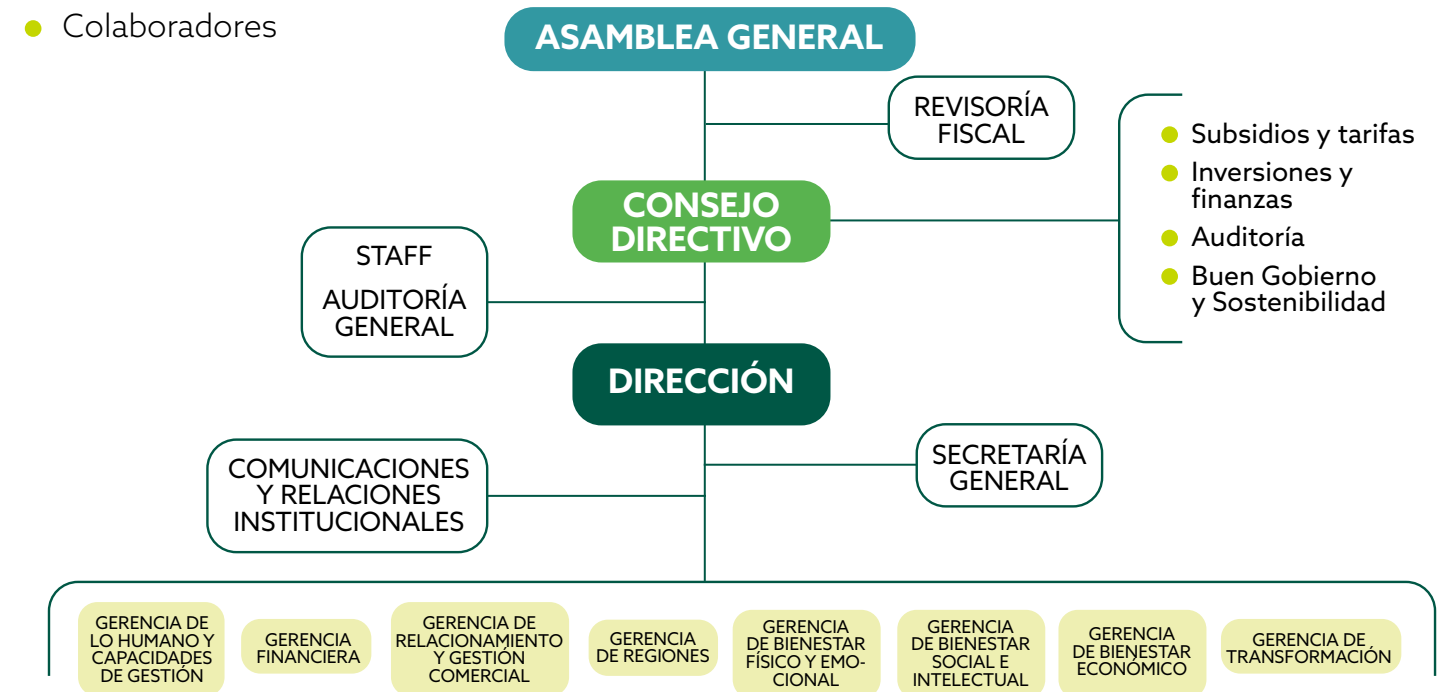 Colaboradores
ASAMBLEA GENERAL
REVISORÍA
FISCAL
Subsidios y tarifas
Inversiones y
finanzas
Auditoría
Buen Gobierno
y Sostenibilidad
CONSEJO
DIRECTIVO
STAFF
AUDITORÍA
GENERAL
DIRECCIÓN
COMUNICACIONES
Y RELACIONES
INSTITUCIONALES
SECRETARÍA
GENERAL
GERENCIA DE
LO HUMANO Y
CAPACIDADES
DE GESTIÓN
GERENCIA
FINANCIERA
GERENCIA DE
RELACIONAMIENTO
Y GESTIÓN
COMERCIAL
GERENCIA
DE REGIONES
GERENCIA
DE BIENESTAR
FÍSICO Y EMO-
CIONAL
GERENCIA
DE BIENESTAR
SOCIAL E
INTELECTUAL
GERENCIA
DE BIENESTAR
ECONÓMICO
GERENCIA DE
TRANSFORMACIÓN